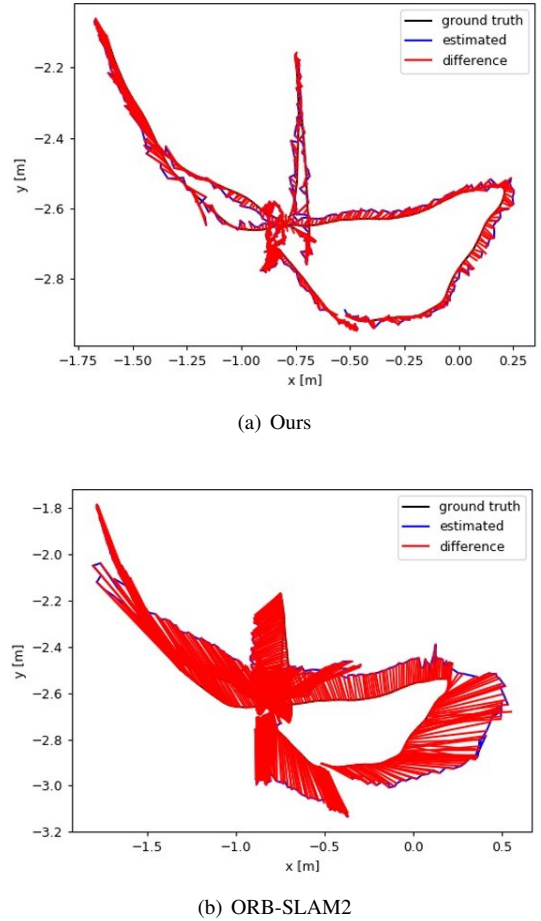 ground truth
estimated
difference
−2.2
−2.4
−2.6
−2.8
y [m]
−1.75 −1.50 −1.25 −1.00 −0.75 −0.50 −0.25 0.00 0.25
x [m]
(a) Ours
ground truth
estimated
difference
−1.8
−2.0
−2.2
−2.4
−2.6
−2.8
−3.0
−3.2
y [m]
−1.5 −1.0 −0.5 0.0 0.5
x [m]
(b) ORB-SLAM2